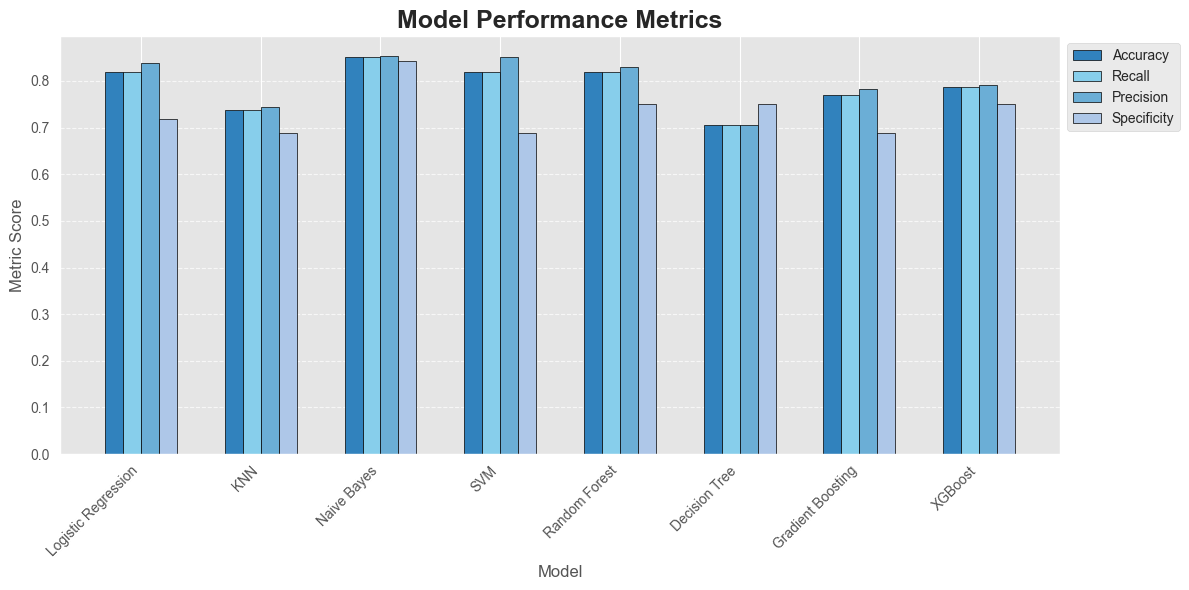 Model Performance Metrics
Metric Score
0.8
0.7
0.6
0.5
0.4
0.3
0.2
0.1
0.0
Accuracy
Recall
Precision
Specificity
Logistic Regression
KNN
Naive Bayes
SVM
Random Forest
Decision Tree
Gradient Boosting
XGBoost
Model